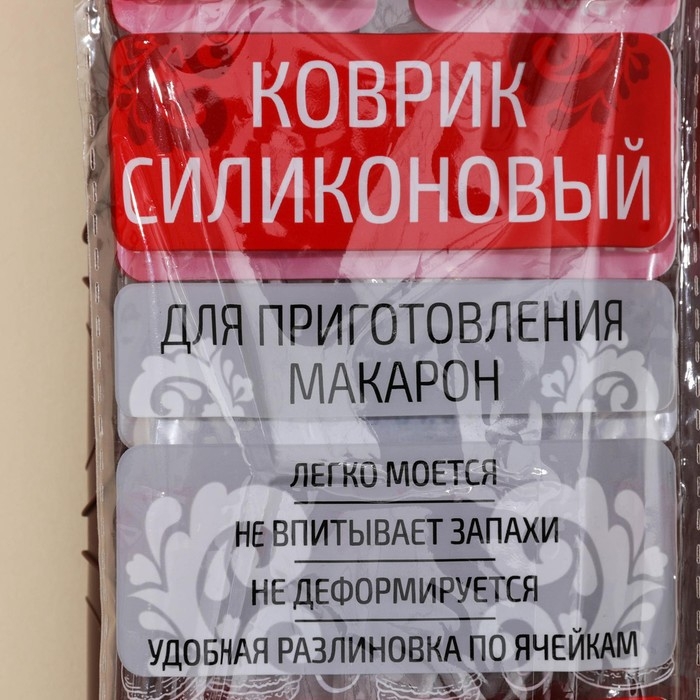 КОВРИК
СИЛИКОНОВЫЙ
ДЛЯ ПРИГОТОВЛЕНИЯ
МАКАРОН
ЛЕГКО МОЕТСЯ
НЕ ВПИТЫВАЕТ ЗАПАХИ
НЕ ДЕФОРМИРУЕТСЯ
УДОБНАЯ РАЗЛИНОВКА ПО ЯЧЕЙКАМ